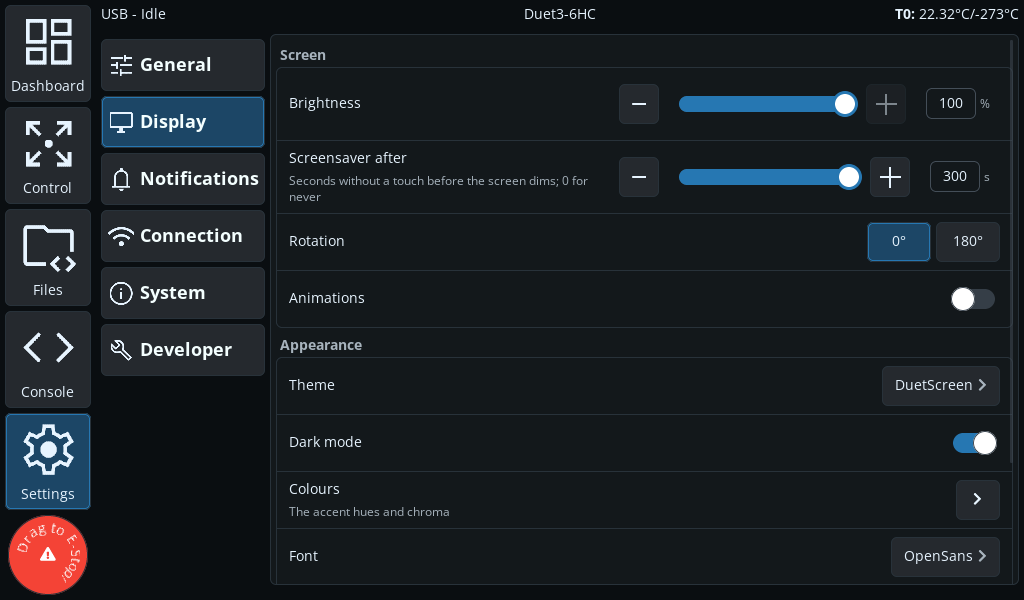 USB - Idle
Duet3-6HC
T0: 22.32°C/-273°C
Dashboard
Control
Files
Console
Settings
Drag to E-Stop!
General
Display
Notifications
Connection
System
Developer
Screen
Brightness
100 %
Screensaver after
Seconds without a touch before the screen dims; 0 for
never
300 s
Rotation
0°
180°
Animations
Appearance
Theme
DuetScreen
Dark mode
Colours
The accent hues and chroma
Font
OpenSans